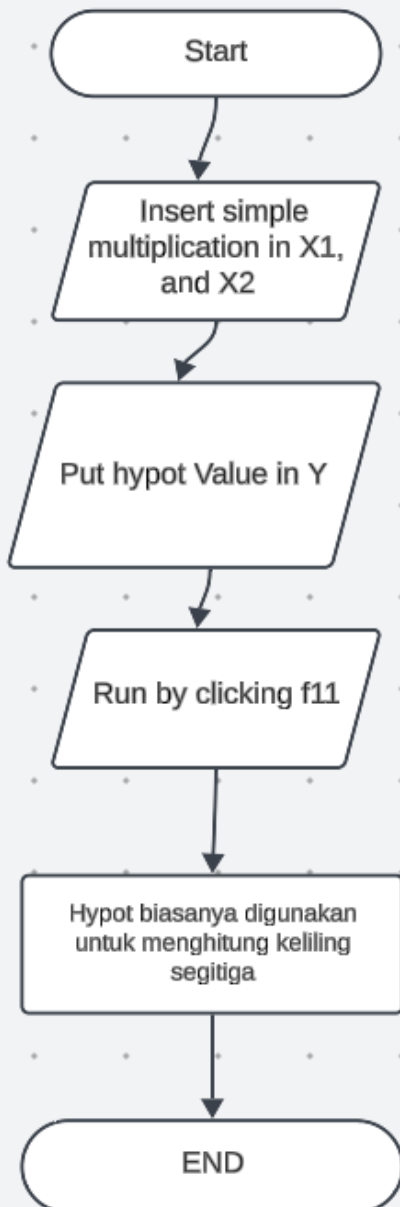 Start
Insert simple
multiplication in X1,
and X2
Put hypot Value in Y
Run by clicking f11
Hypot biasanya digunakan
untuk menghitung keliling
segitiga
END